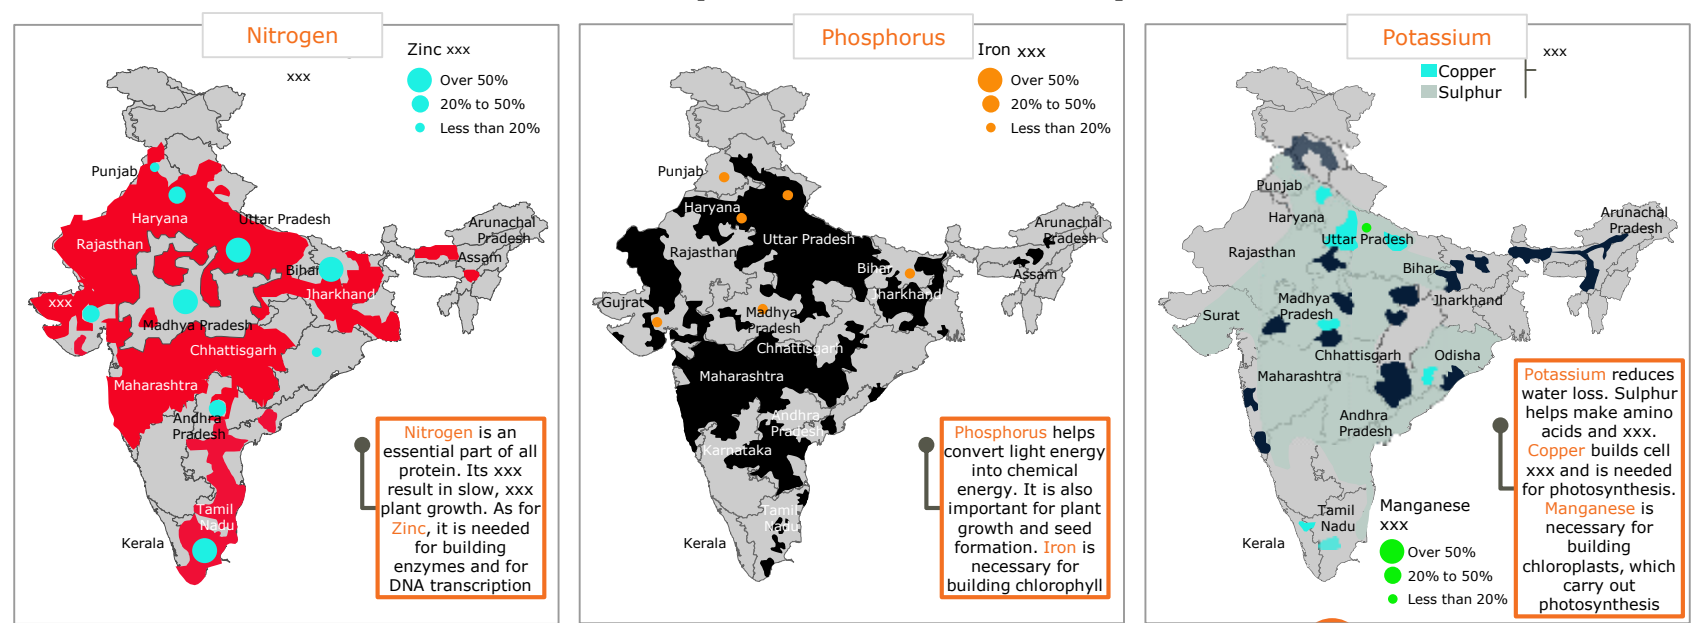 Nitrogen
Zinc xxx
xxx
Over 50%
20% to 50%
Less than 20%
Punjab
Haryana
Uttar Pradesh
Rajasthan
Arunachal
Pradesh
Assam
Bihar
Jharkhand
xxx
Madhya Pradesh
Chhattisgarh
Maharashtra
Andhra
Pradesh
Tamil
Nadu
Kerala
Nitrogen is an
essential part of all
protein. Its xxx
result in slow, xxx
plant growth. As for
Zinc, it is needed
for building
enzymes and for
DNA transcription
Phosphorus
Iron xxx
Over 50%
20% to 50%
Less than 20%
Punjab
Haryana
Uttar Pradesh
Rajasthan
Arunachal
Pradesh
Assam
Bihar
Jharkhand
Gujrat
Madhya
Pradesh
Chhattisgarh
Maharashtra
Andhra
Pradesh
Karnataka
Tamil
Nadu
Kerala
Phosphorus helps
convert light energy
into chemical
energy. It is also
important for plant
growth and seed
formation. Iron is
necessary for
building chlorophyll
Potassium
xxx
Copper
Sulphur
Punjab
Haryana
Uttar Pradesh
Rajasthan
Arunachal
Pradesh
Assam
Bihar
Jharkhand
Madhya
Pradesh
Surat
Chhattisgarh
Odisha
Maharashtra
Andhra
Pradesh
Tamil
Nadu
Kerala
Manganese
xxx
Over 50%
20% to 50%
Less than 20%
Potassium reduces
water loss. Sulphur
helps make amino
acids and xxx.
Copper builds cell
xxx and is needed
for photosynthesis.
Manganese is
necessary for
building
chloroplasts, which
carry out
photosynthesis